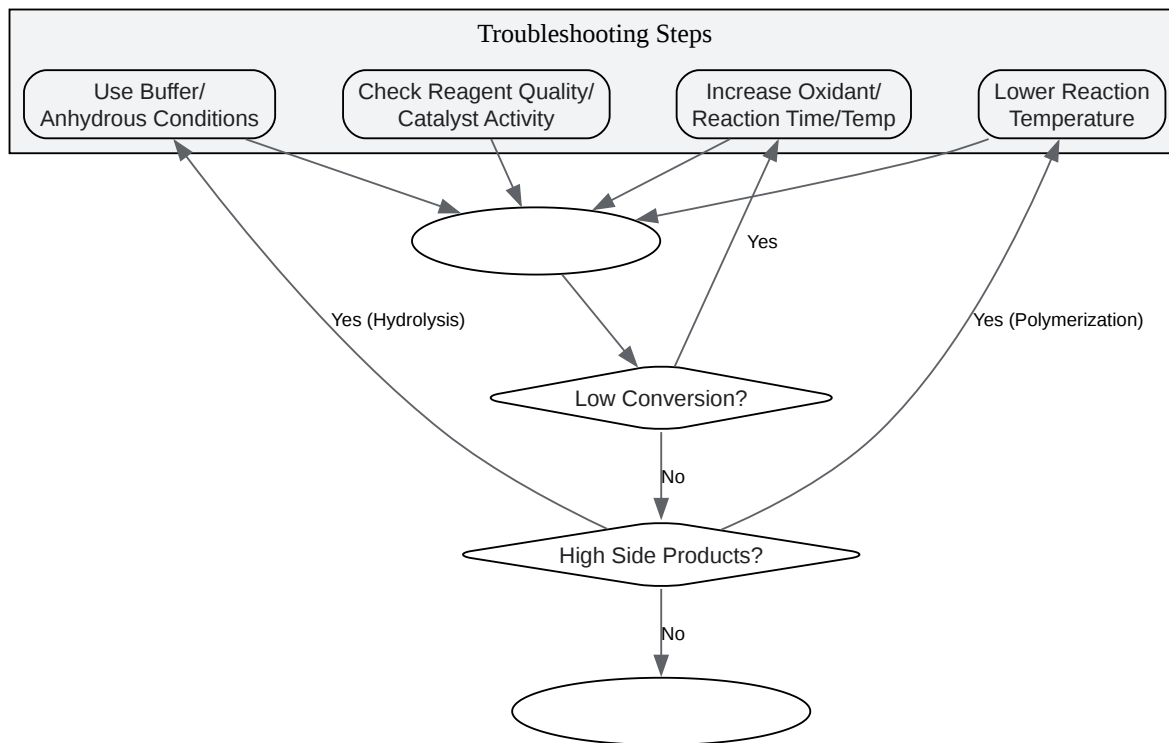 Troubleshooting Steps
Use Buffer/
Anhydrous Conditions
Check Reagent Quality/
Catalyst Activity
Increase Oxidant/
Reaction Time/Temp
Lower Reaction
Temperature
Yes
Yes (Hydrolysis)
Yes (Polymerization)
Low Conversion?
No
High Side Products?
No